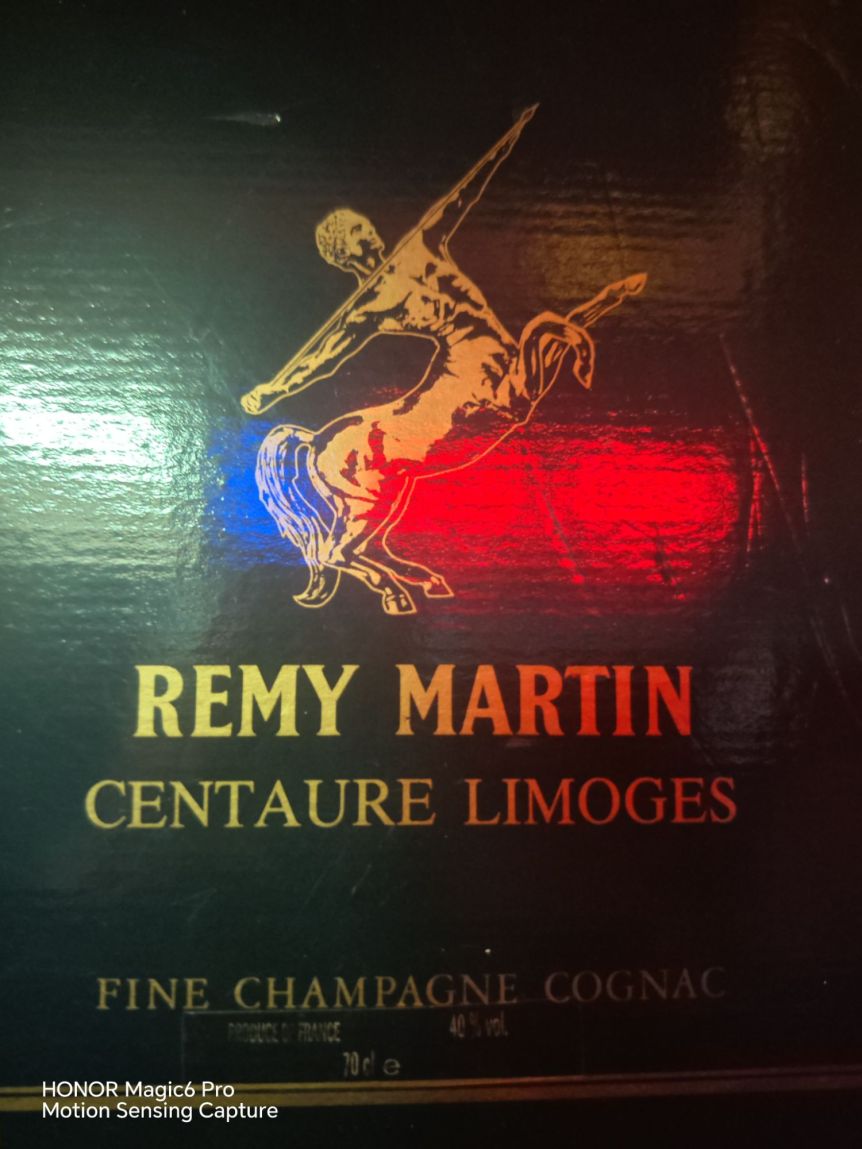 REMY MARTIN
CENTAURE LIMOGES
FINE CHAMPAGNE COGNAC
PRODUCE OF FRANCE 40 % vol.
70 cl e
HONOR Magic6 Pro
Motion Sensing Capture